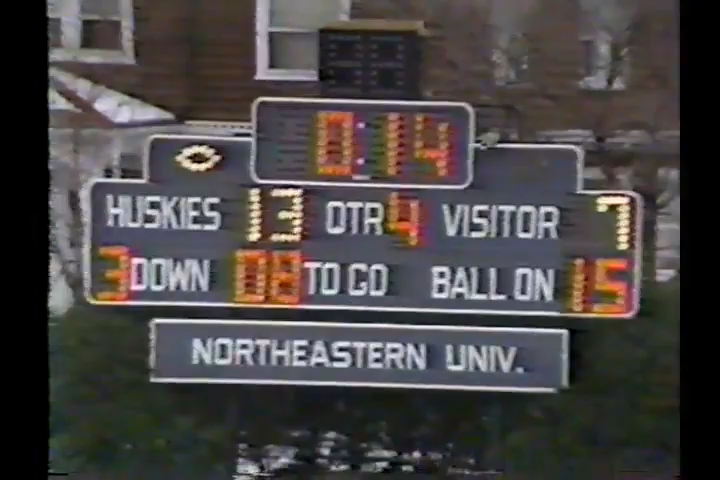 0:14
HUSKIES 13 QTR 4 VISITOR 7
3 DOWN 08 TO GO BALL ON 15
NORTHEASTERN UNIV.